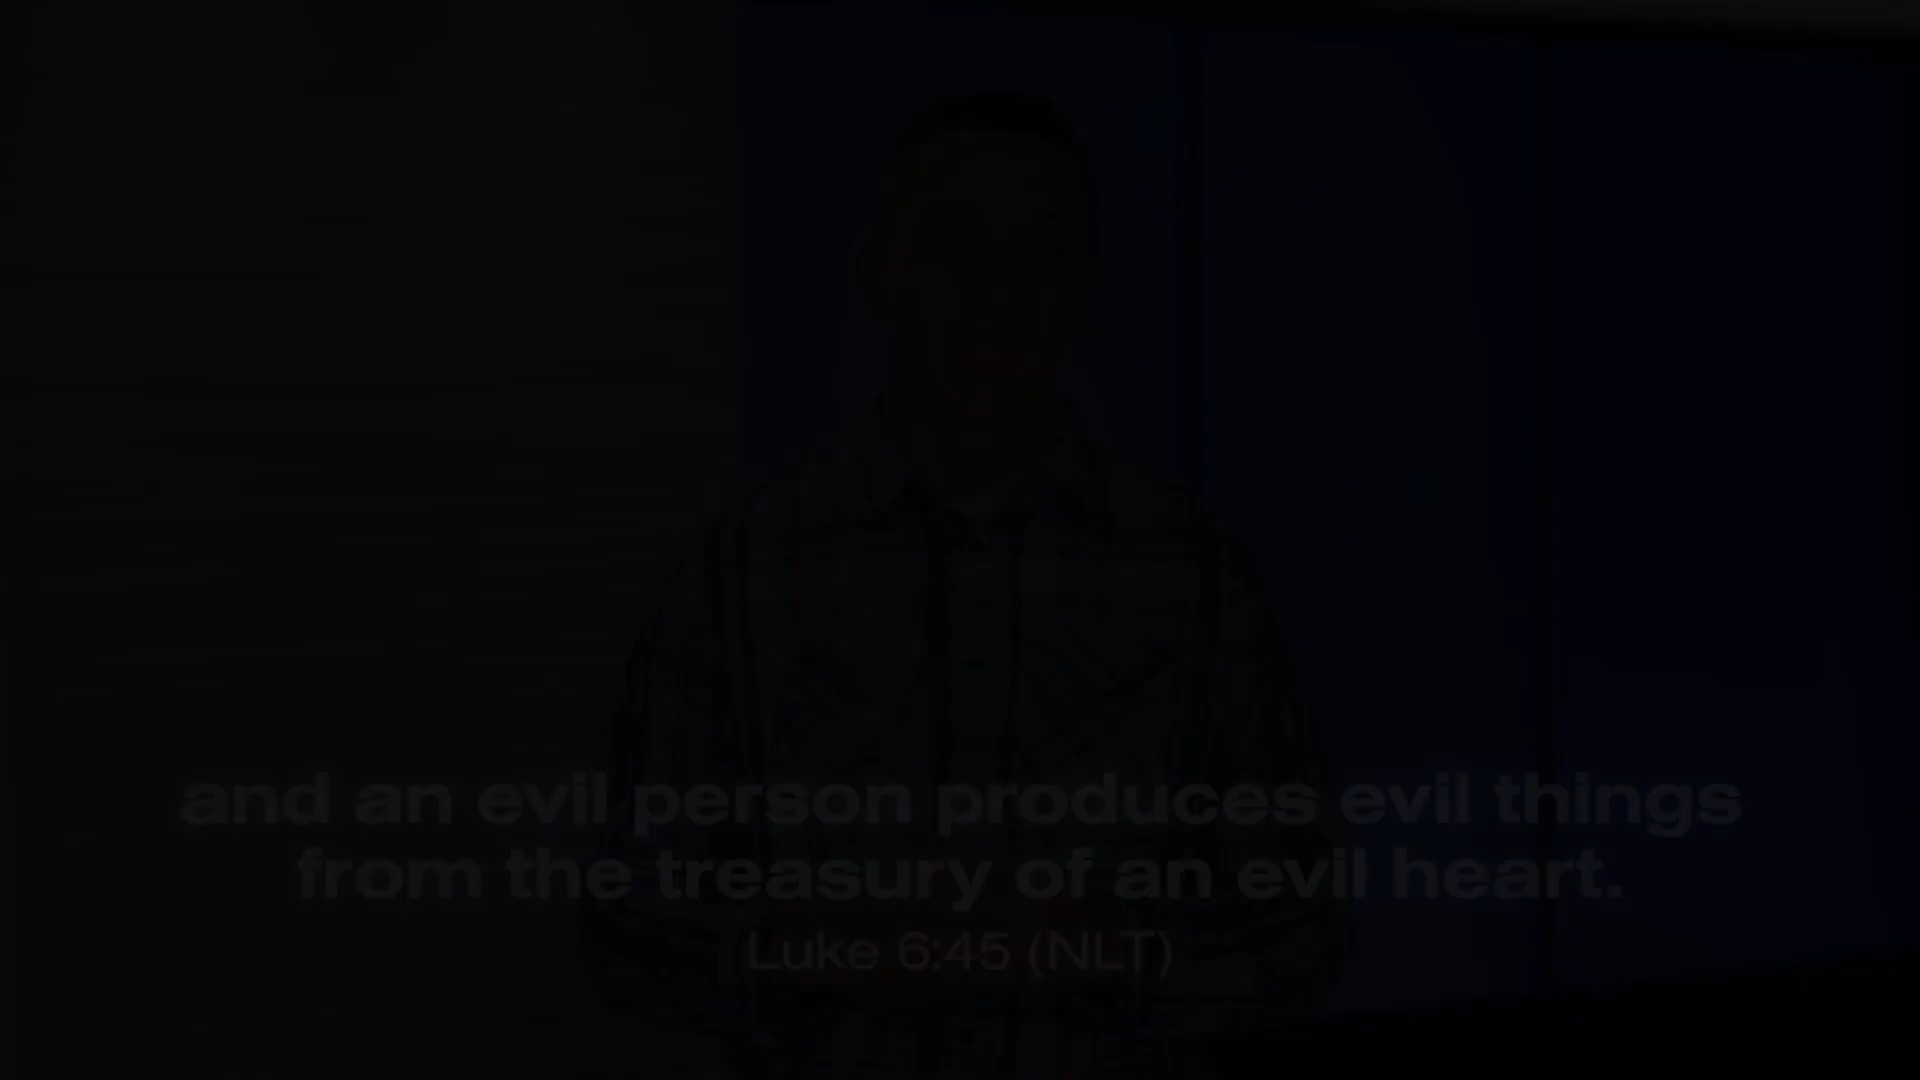 and an evil person produces evil things
from the treasury of an evil heart.
Luke 6:45 (NLT)